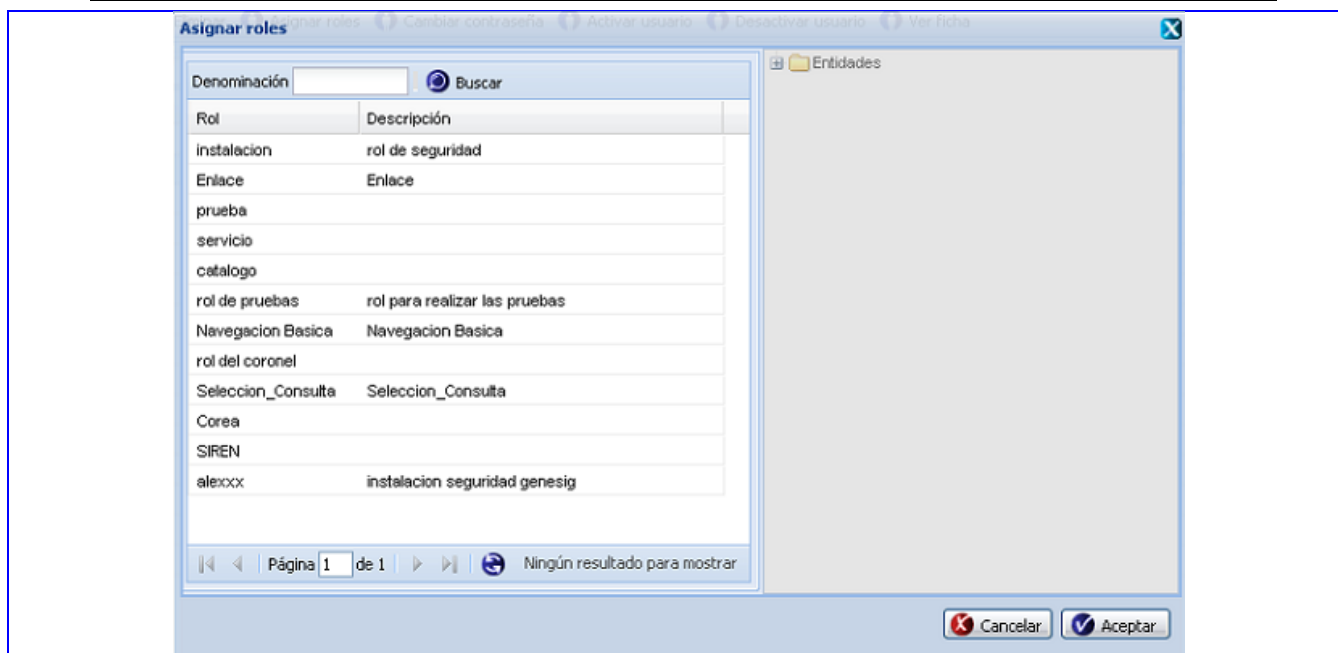 Asignar roles Cambiar contraseña Activar usuario Desactivar usuario Ver ficha
Asignar roles
Denominación Buscar
Entidades
Rol Descripción
instalacion rol de seguridad
Enlace Enlace
prueba
servicio
catalogo
rol de pruebas rol para realizar las pruebas
Navegacion Basica Navegacion Basica
rol del coronel
Seleccion_Consulta Seleccion_Consulta
Corea
SIREN
alexxx instalacion seguridad genesig
Página 1 de 1 Ningún resultado para mostrar
Cancelar Aceptar